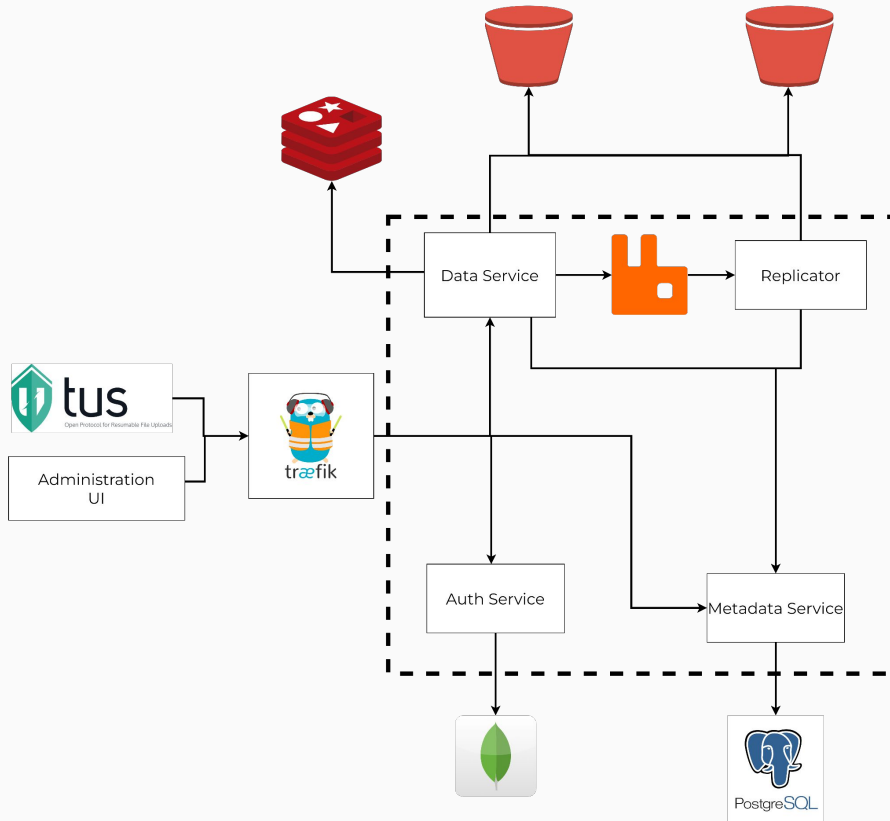 Data Service
Replicator
tus
Open Protocol for Resumable File Uploads
træfik
Administration
UI
Auth Service
Metadata Service
PostgreSQL